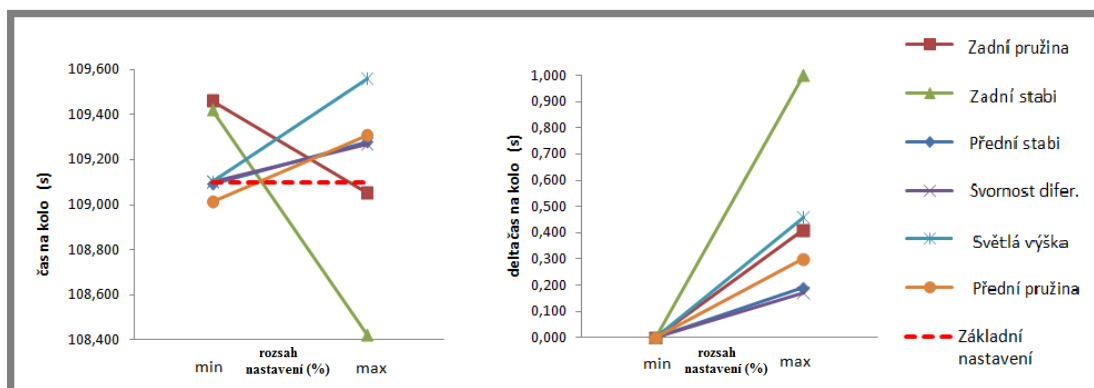 109,600
109,400
109,200
109,000
108,800
108,600
108,400
čas na kolo (s)
min
rozsah
nastavení (%)
max
1,000
0,900
0,800
0,700
0,600
0,500
0,400
0,300
0,200
0,100
0,000
delta čas na kolo (s)
min
rozsah
nastavení (%)
max
Zadní pružina
Zadní stabi
Přední stabi
Švornost difer.
Světlá výška
Přední pružina
Základní
nastavení